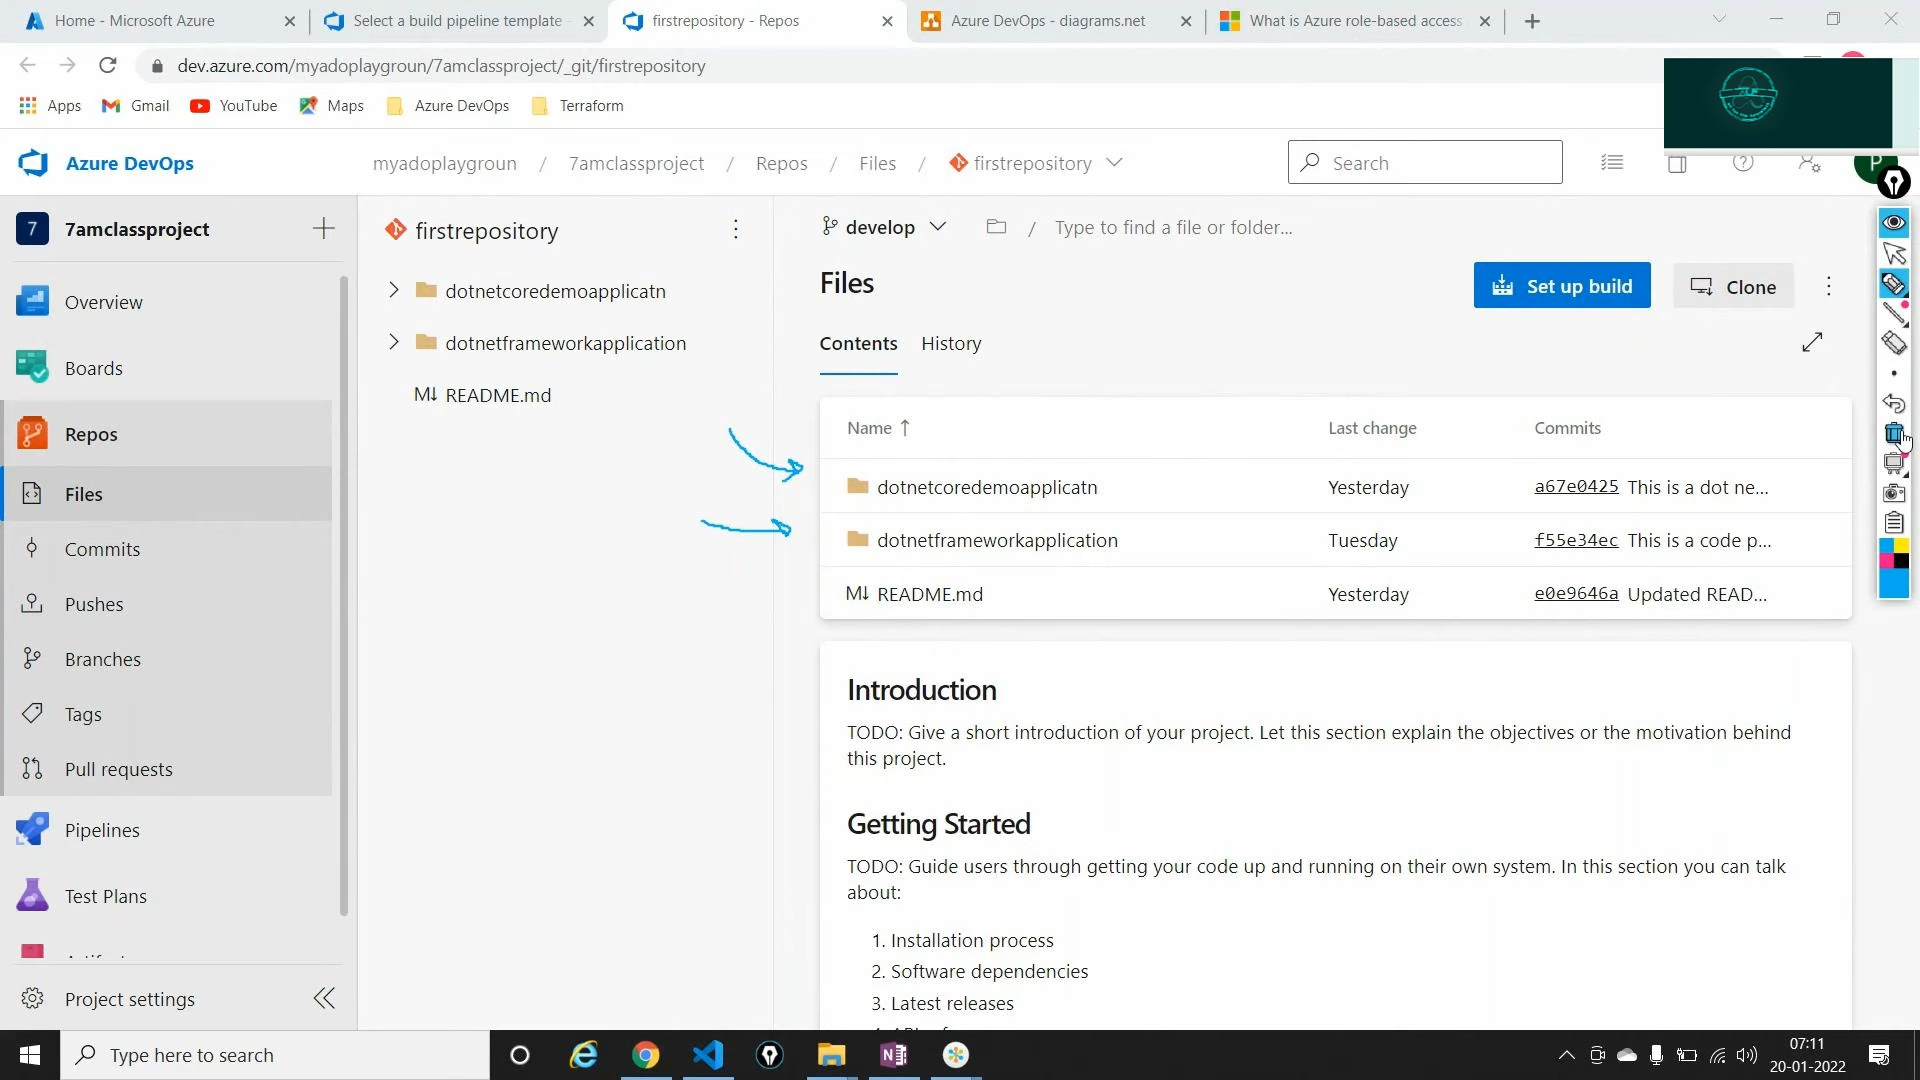 Home - Microsoft Azure
Select a build pipeline template -
firstrepository - Repos
Azure DevOps - diagrams.net
What is Azure role-based access
dev.azure.com/myadoplaygroun/7amclassproject/_git/firstrepository
Apps
Gmail
YouTube
Maps
Azure DevOps
Terraform
Azure DevOps
myadoplaygroun / 7amclassproject / Repos / Files / firstrepository
Search
P
7 7amclassproject
Overview
Boards
Repos
Files
Commits
Pushes
Branches
Tags
Pull requests
Pipelines
Test Plans
Project settings
firstrepository
dotnetcoredemoapplicatn
dotnetframeworkapplication
M↓ README.md
develop
/ Type to find a file or folder...
Files
Set up build
Clone
Contents
History
Name ↑ Last change Commits
dotnetcoredemoapplicatn Yesterday a67e0425 This is a dot ne...
dotnetframeworkapplication Tuesday f55e34ec This is a code p...
M↓ README.md Yesterday e0e9646a Updated READ...
Introduction
TODO: Give a short introduction of your project. Let this section explain the objectives or the motivation behind
this project.
Getting Started
TODO: Guide users through getting your code up and running on their own system. In this section you can talk
about:
1. Installation process
2. Software dependencies
3. Latest releases
Type here to search
07:11
20-01-2022